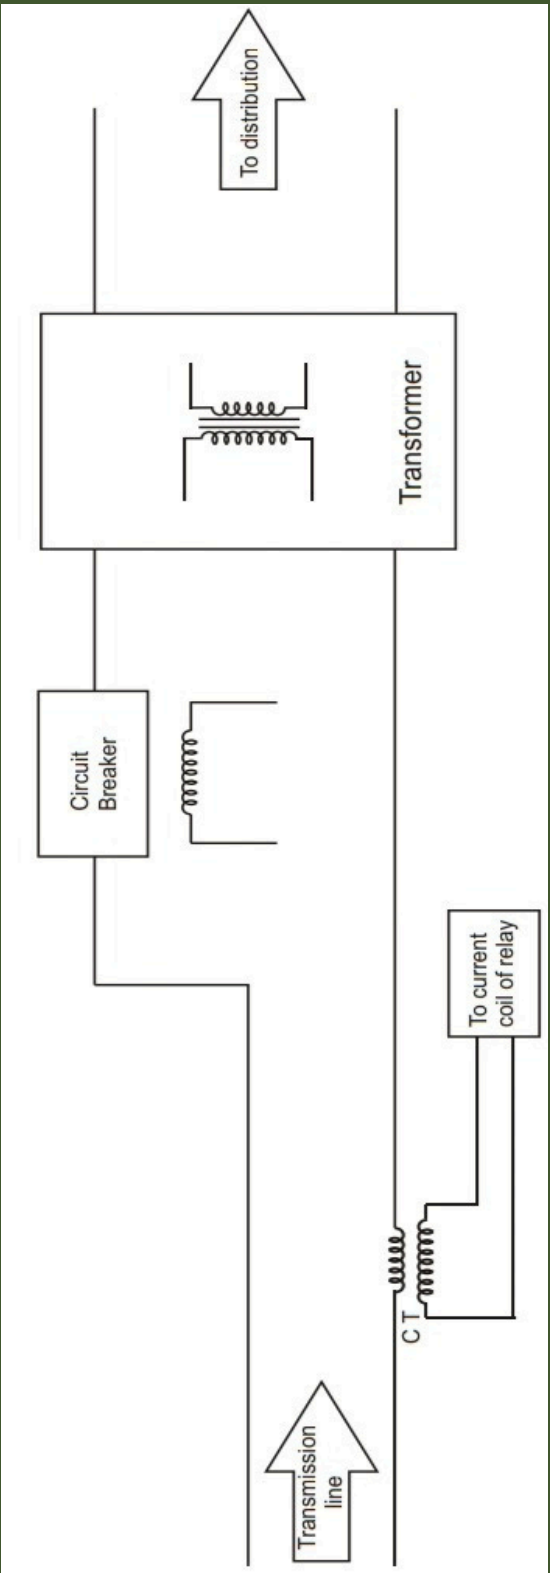 Transmission
line
C T
To current
coil of relay
Circuit
Breaker
Transformer
To distribution